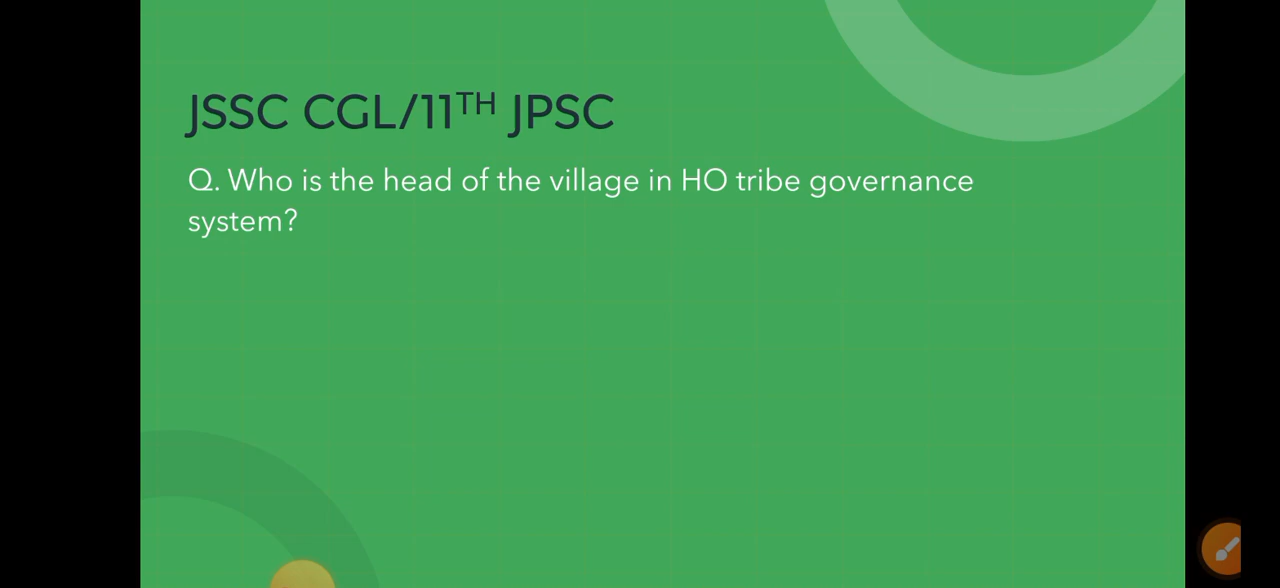 JSSC CGL/11TH JPSC
Q. Who is the head of the village in HO tribe governance
system?